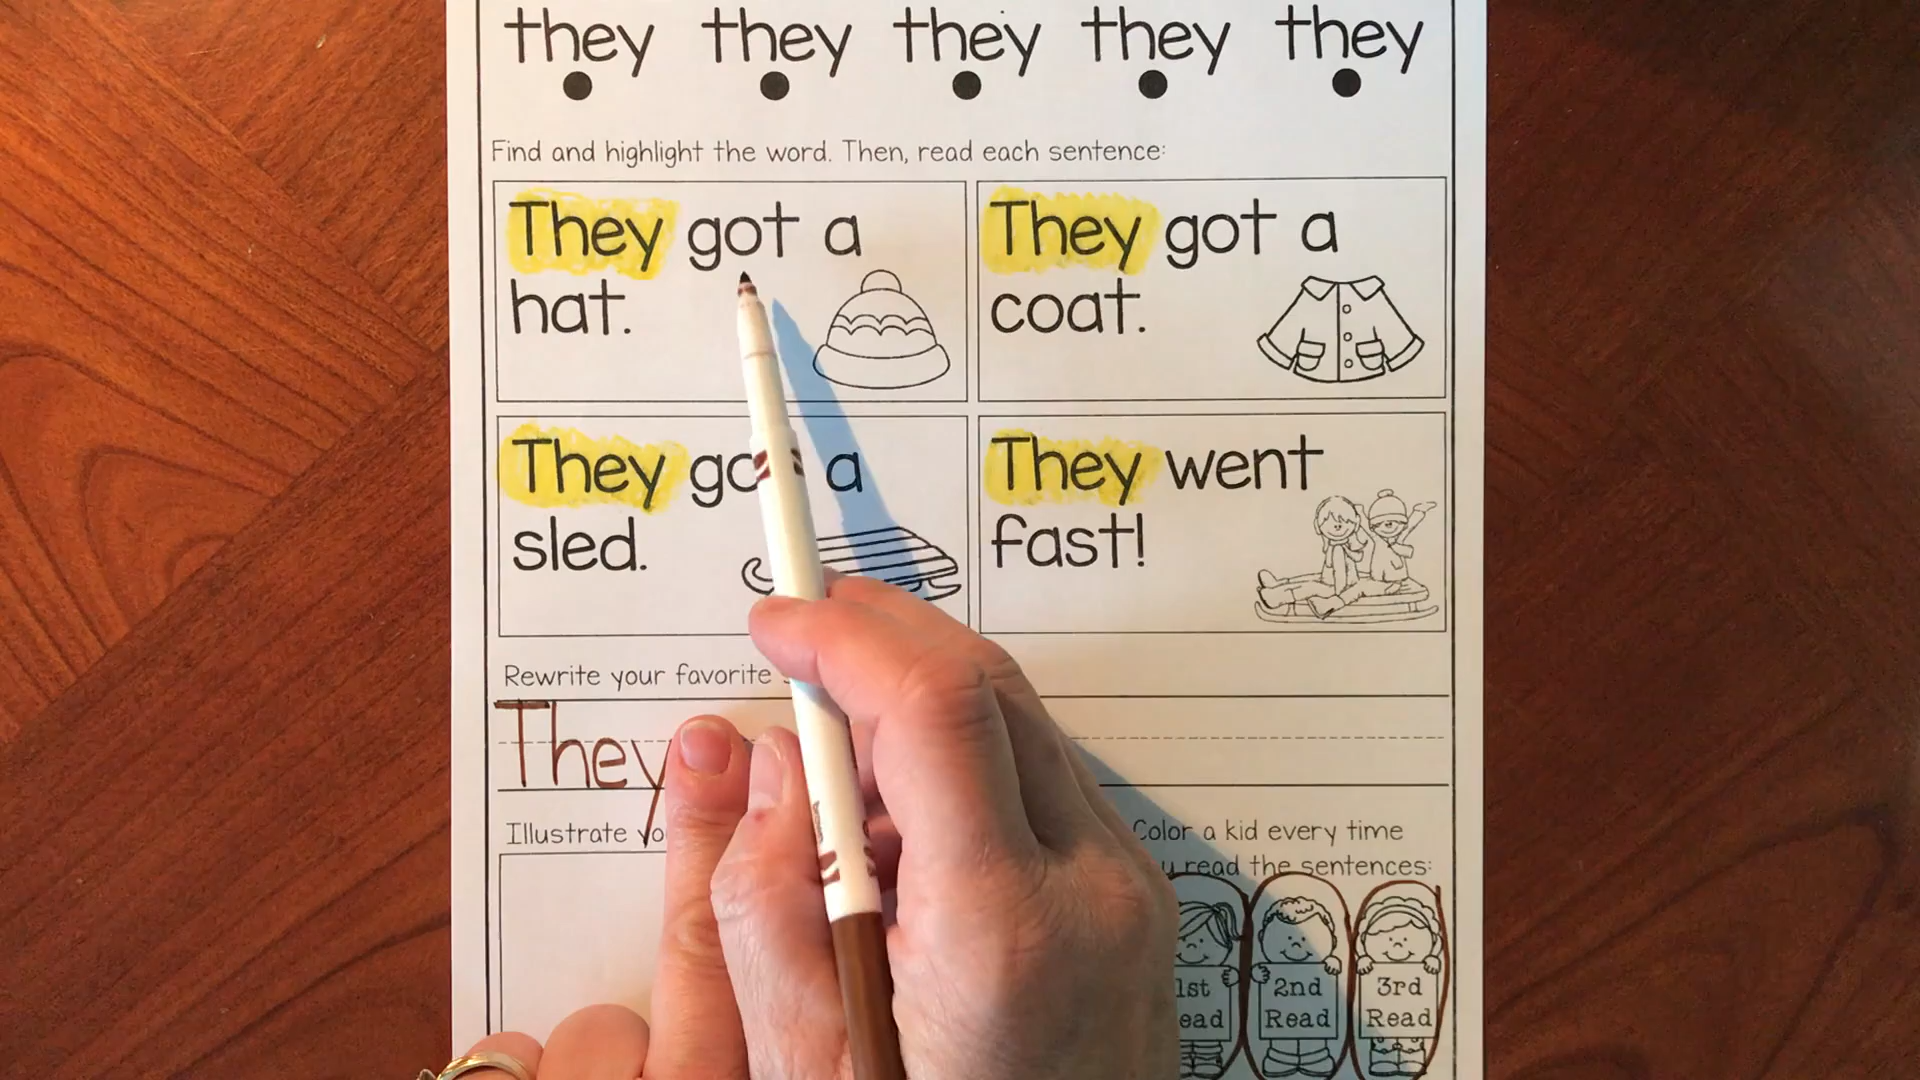 they they they they they
Find and highlight the word. Then, read each sentence:
They got a
hat.
They got a
coat.
They a
sled.
They went
fast!
Rewrite your favorite
They
Illustrate
Color a kid every time
read the sentences:
1st
2nd
Read
3rd
Read